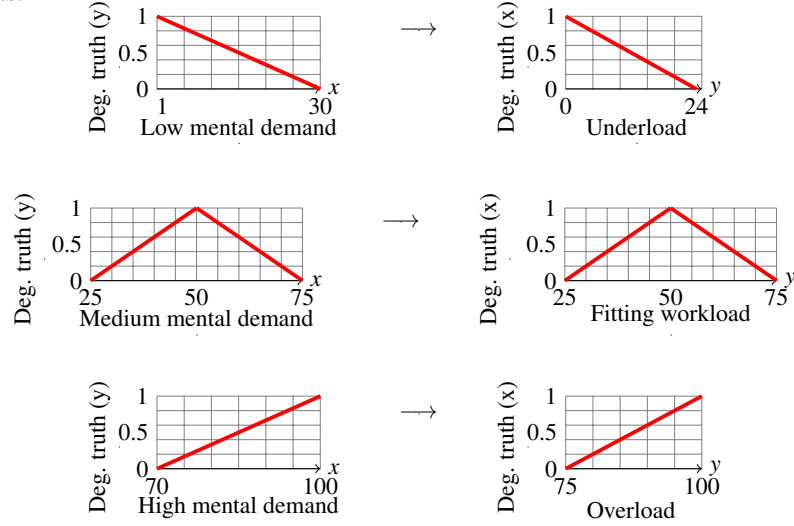 Deg. truth (y)
1
0.5
0
1
30
x
Low mental demand
→
Deg. truth (x)
1
0.5
0
0
24
y
Underload
Deg. truth (y)
1
0.5
0
25
50
75
x
Medium mental demand
→
Deg. truth (x)
1
0.5
0
25
50
75
y
Fitting workload
Deg. truth (y)
1
0.5
0
70
100
x
High mental demand
→
Deg. truth (x)
1
0.5
0
75
100
y
Overload